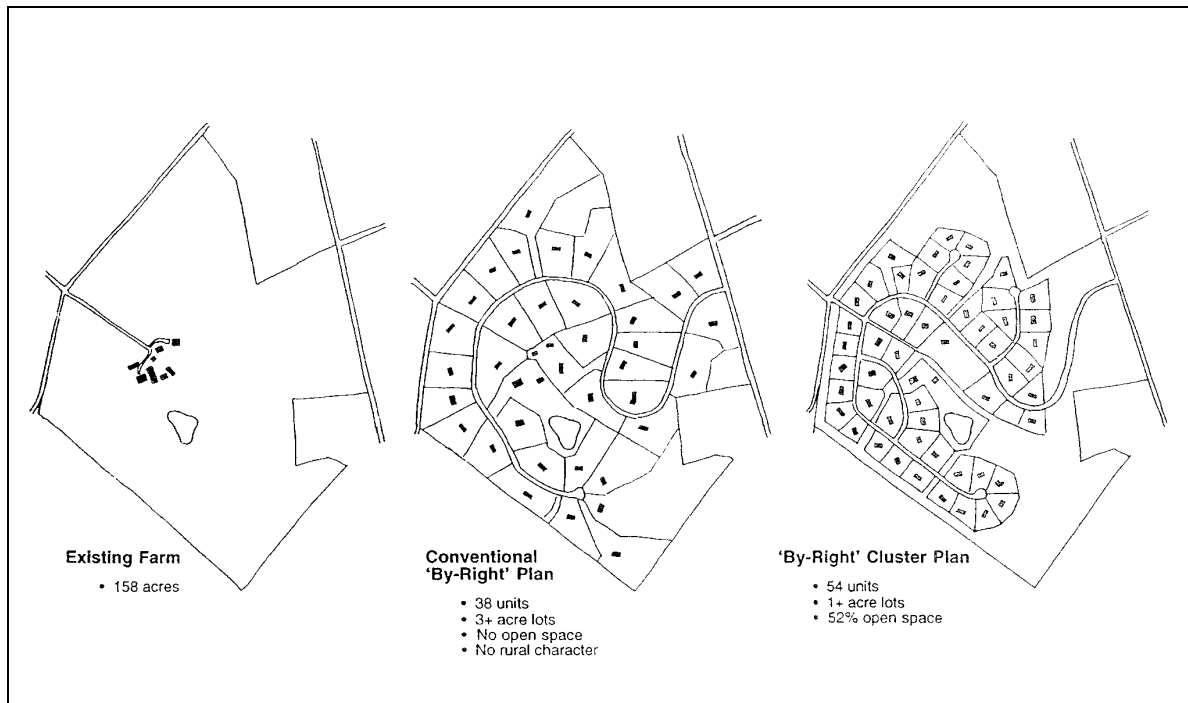 Existing Farm
• 158 acres
Conventional
'By-Right' Plan
• 38 units
• 3+ acre lots
• No open space
• No rural character
'By-Right' Cluster Plan
• 54 units
• 1+ acre lots
• 52% open space